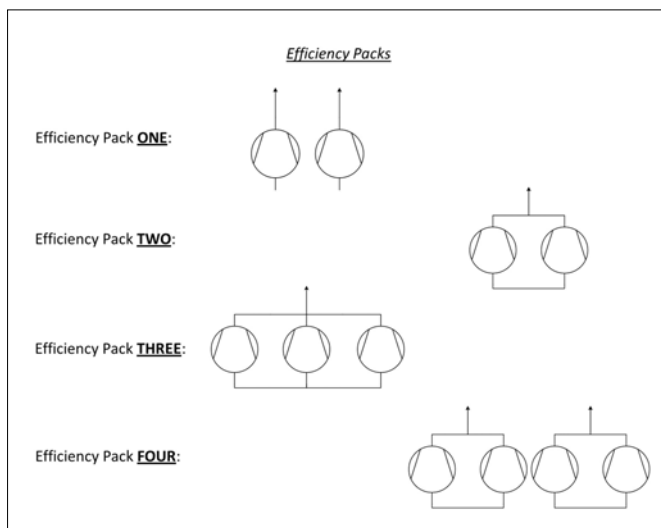 Efficiency Packs
Efficiency Pack ONE:
Efficiency Pack TWO:
Efficiency Pack THREE:
Efficiency Pack FOUR: